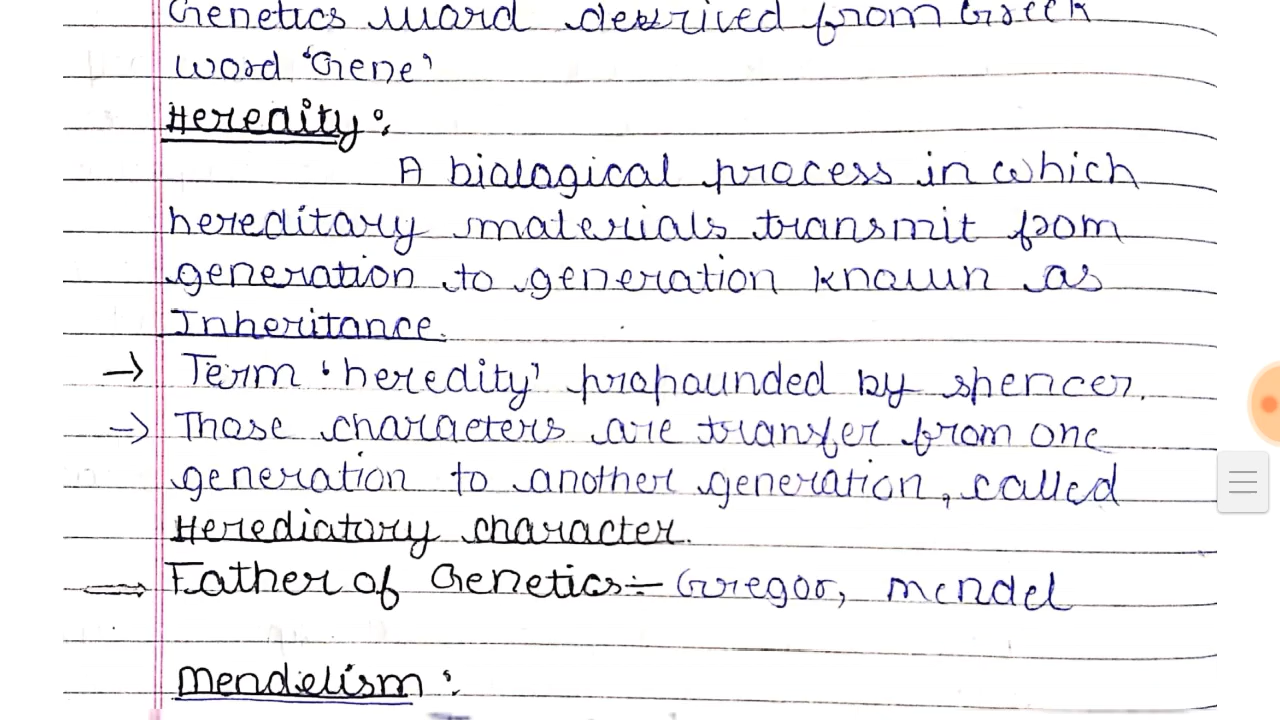 Genetics word desrived from Greek
word 'Gene'
Heredity :
A biological process in which
hereditary materials transmit from
generation to generation known as
Inheritance.
→ Term 'heredity' propounded by spencer.
⇒ Those characters are transfer from one
generation to another generation, called
Herediatory character.
⇒ Father of Genetics ÷ Gregor, mendel
Mendelism :